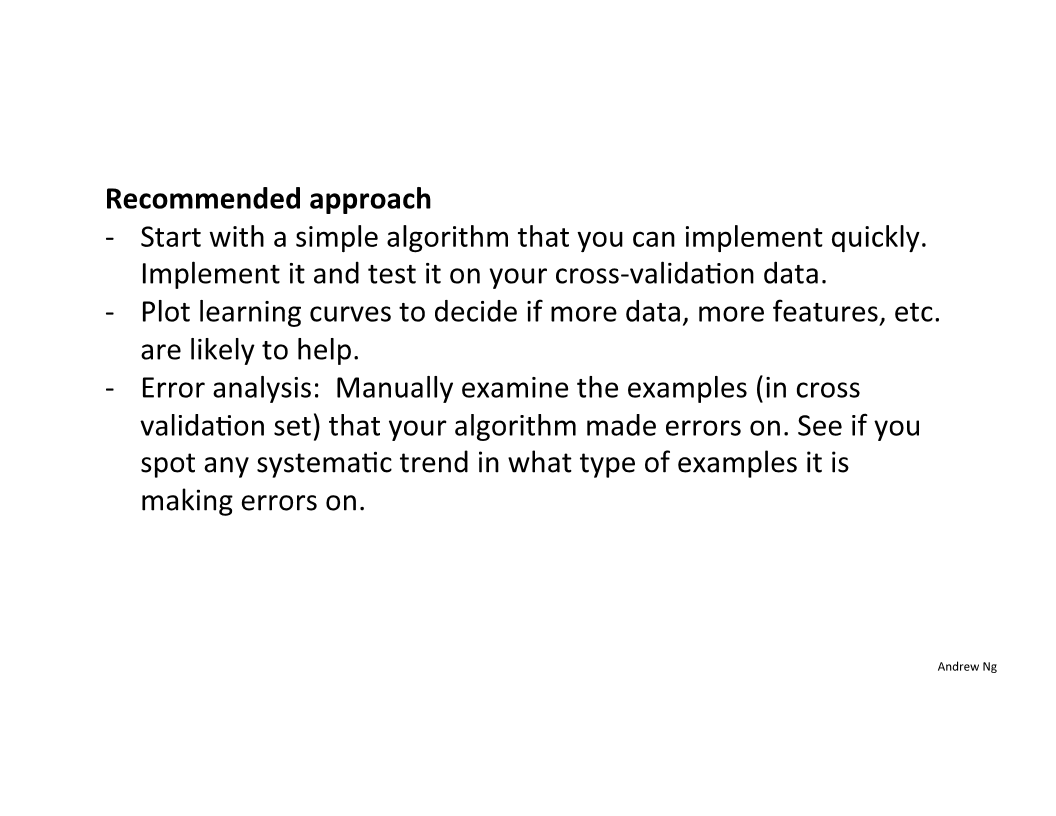 Recommended approach
- Start with a simple algorithm that you can implement quickly.
Implement it and test it on your cross-validation data.
- Plot learning curves to decide if more data, more features, etc.
are likely to help.
- Error analysis:  Manually examine the examples (in cross
validation set) that your algorithm made errors on. See if you
spot any systematic trend in what type of examples it is
making errors on.
Andrew Ng